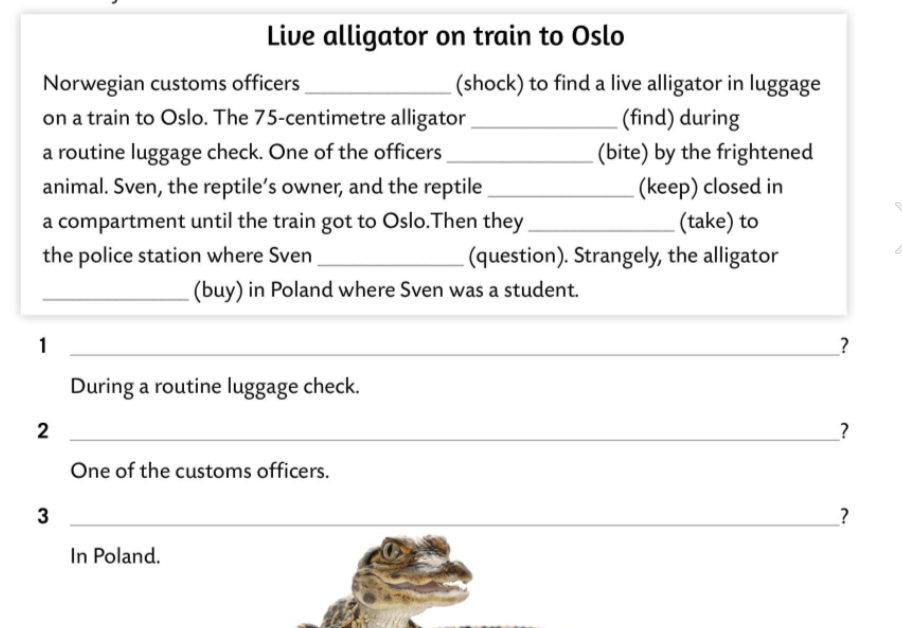 Live alligator on train to Oslo
Norwegian customs officers ____________ (shock) to find a live alligator in luggage
on a train to Oslo. The 75-centimetre alligator ____________ (find) during
a routine luggage check. One of the officers ____________ (bite) by the frightened
animal. Sven, the reptile's owner, and the reptile ____________ (keep) closed in
a compartment until the train got to Oslo.Then they ____________ (take) to
the police station where Sven ____________ (question). Strangely, the alligator
____________ (buy) in Poland where Sven was a student.
1 ____________?
During a routine luggage check.
2 ____________?
One of the customs officers.
3 ____________?
In Poland.